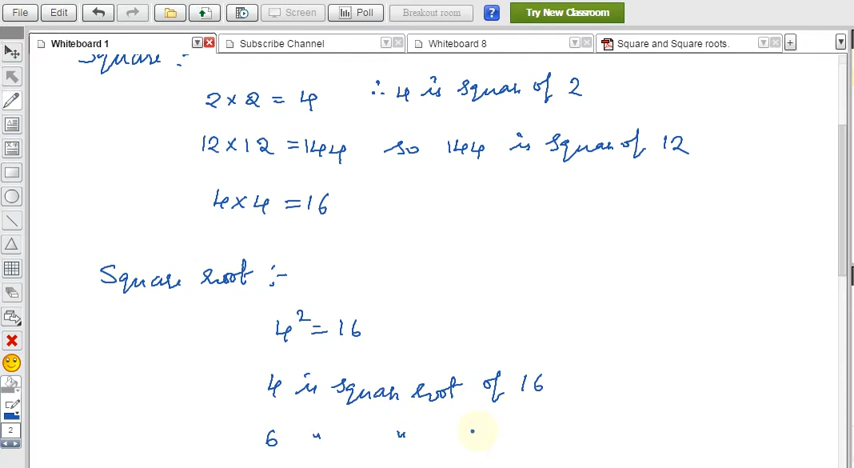 File Edit Screen Poll Breakout room ? Try New Classroom
Whiteboard 1 Subscribe Channel Whiteboard 8 Square and Square roots.
Square :-
2 × 2 = 4 ∴ 4 is square of 2
12 × 12 = 144 so 144 is square of 12
4 × 4 = 16
Square root :-
4² = 16
4 is square root of 16
6 " "
2